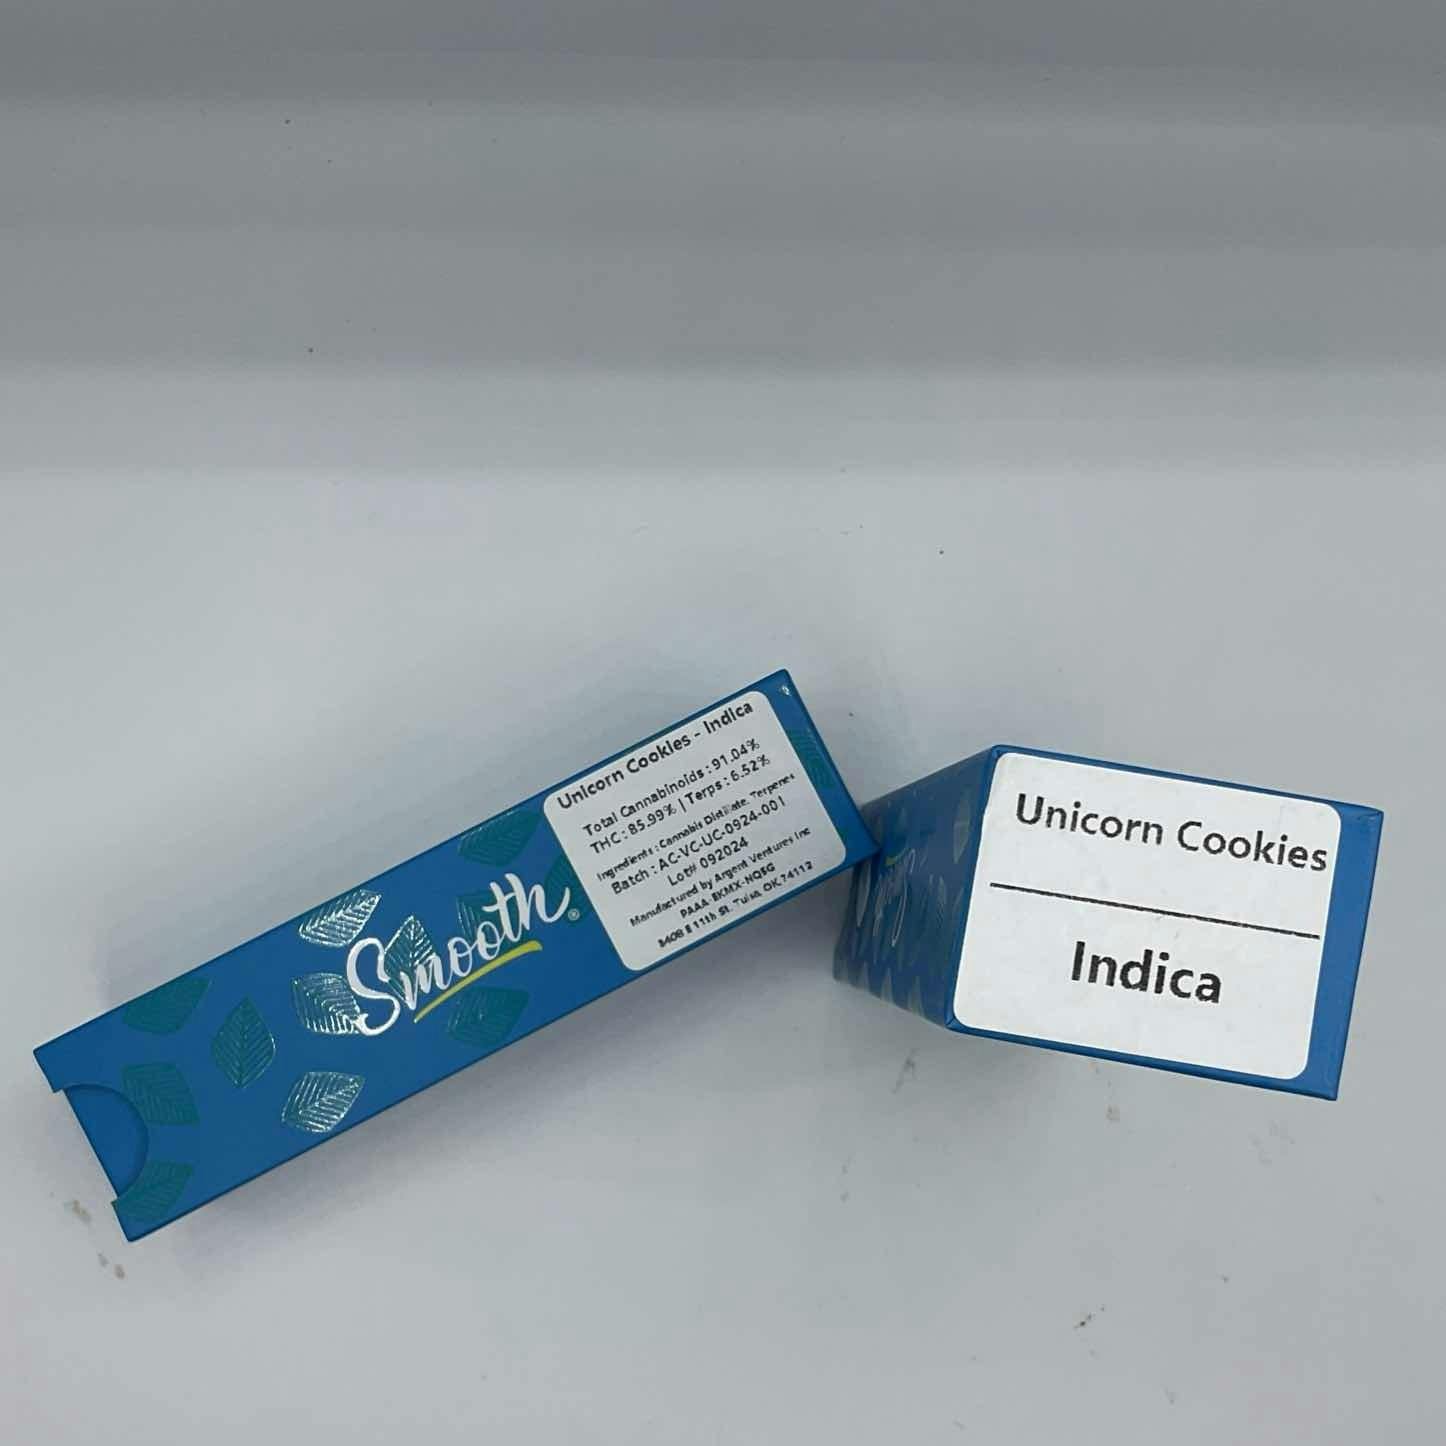 Smooth®
Unicorn Cookies - Indica
Total Cannabinoids : 91.04%
THC : 85.99% | Terps : 6.52%
Ingredients : Cannabis Distillate, Terpenes
Batch : AC-VC-UC-0924-001
Lot# 092024
Manufactured by Argent Ventures Inc
PAAA
11th St. Tulsa, OK,74112
Unicorn Cookies
Indica